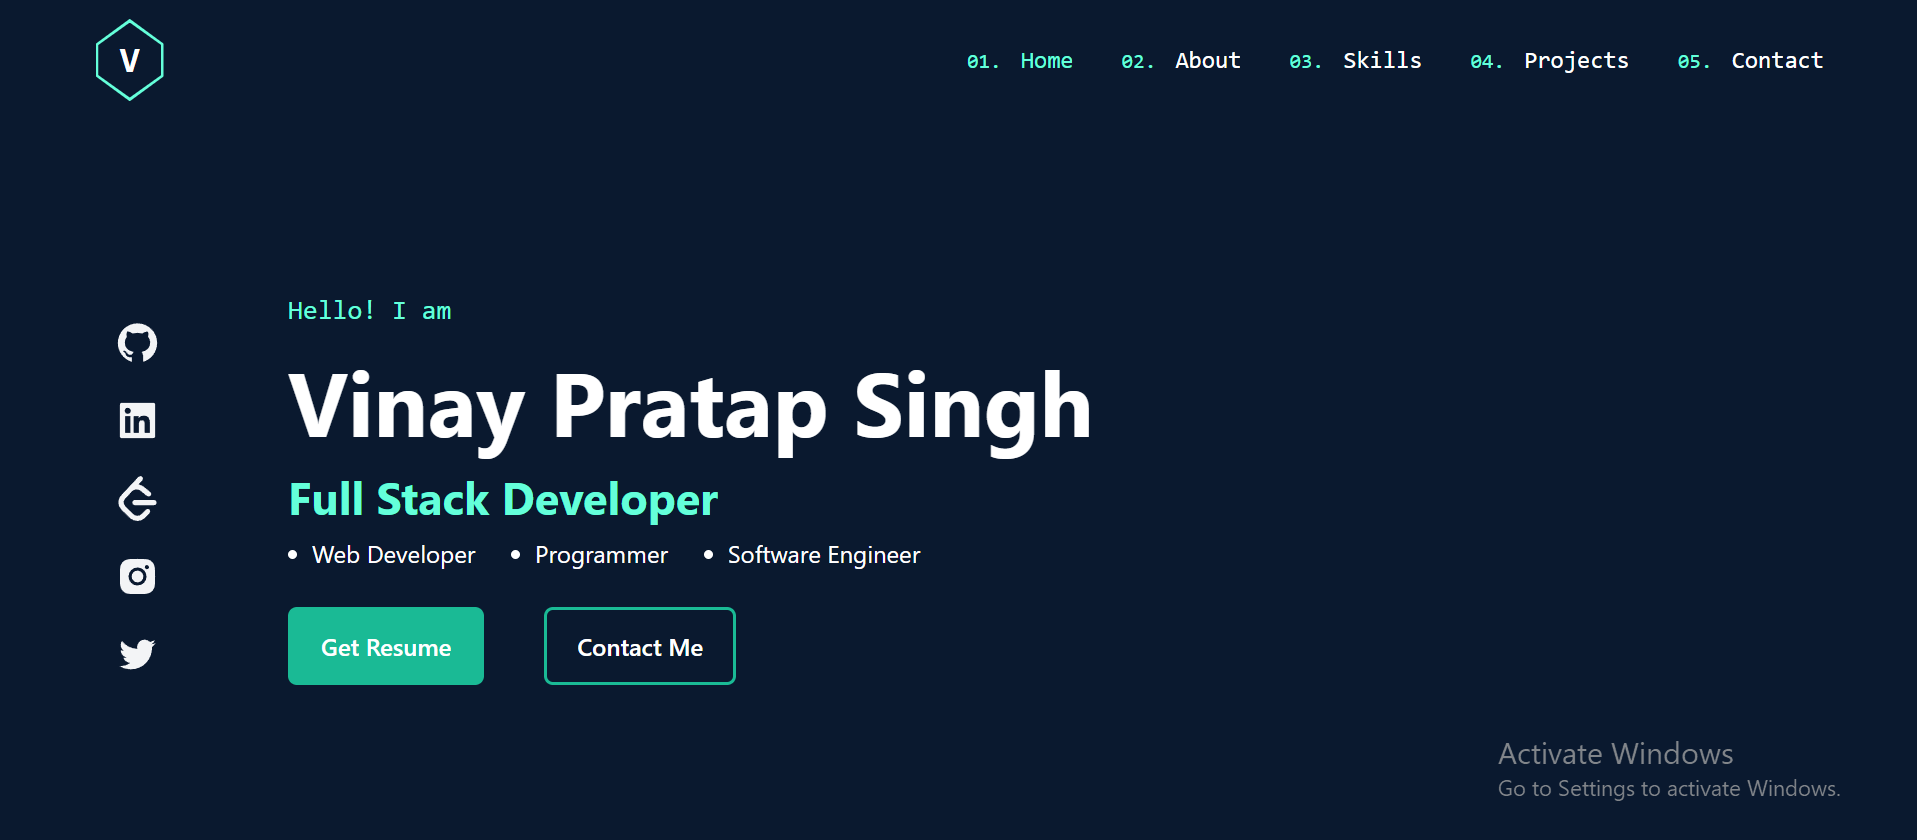 V
01. Home 02. About 03. Skills 04. Projects 05. Contact
Hello! I am
Vinay Pratap Singh
Full Stack Developer
• Web Developer • Programmer • Software Engineer
Get Resume Contact Me
Activate Windows
Go to Settings to activate Windows.